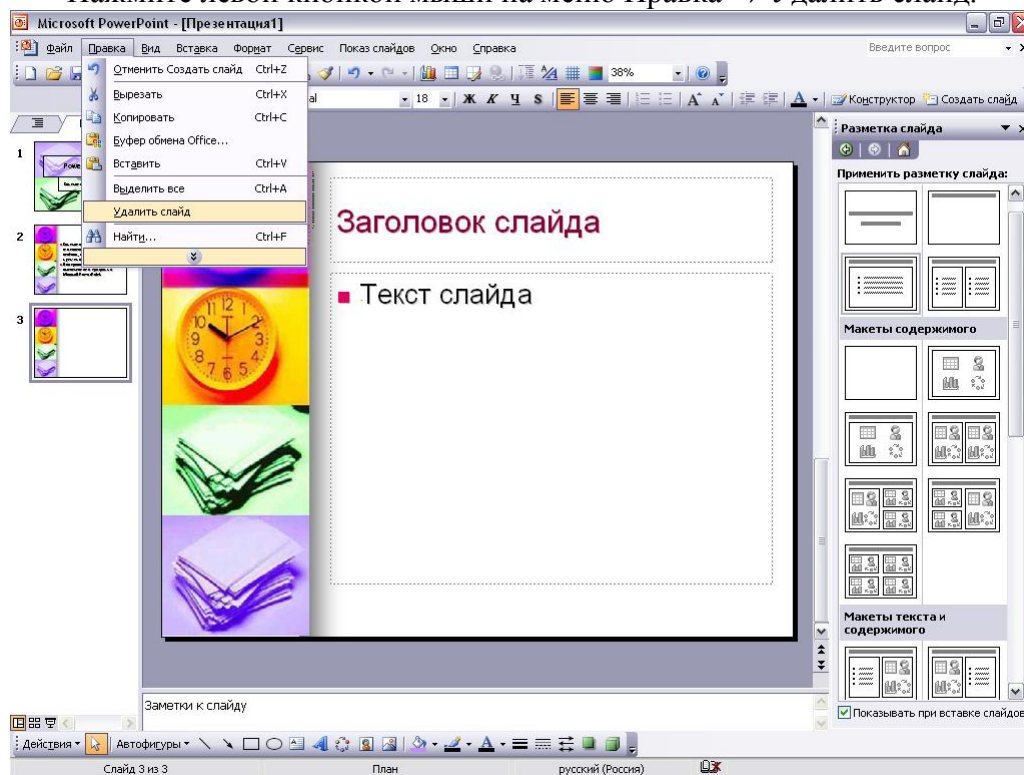 Нажмите левой кнопкой мыши на меню Правка → Удалить слайд.
Microsoft PowerPoint - [Презентация1]
Файл Правка Вид Вставка Формат Сервис Показ слайдов Окно Справка Введите вопрос
38%
18 Ж К Ч S Конструктор Создать слайд
Отменить Создать слайд Ctrl+Z
Вырезать Ctrl+X
Копировать Ctrl+C
Буфер обмена Office...
Вставить Ctrl+V
Выделить все Ctrl+A
Удалить слайд
Найти... Ctrl+F
1
2
3
Заголовок слайда
Текст слайда
Разметка слайда
Применить разметку слайда:
Макеты содержимого
Макеты текста и
содержимого
Показывать при вставке слайдов
Заметки к слайду
Действия Автофигуры
Слайд 3 из 3 План русский (Россия)